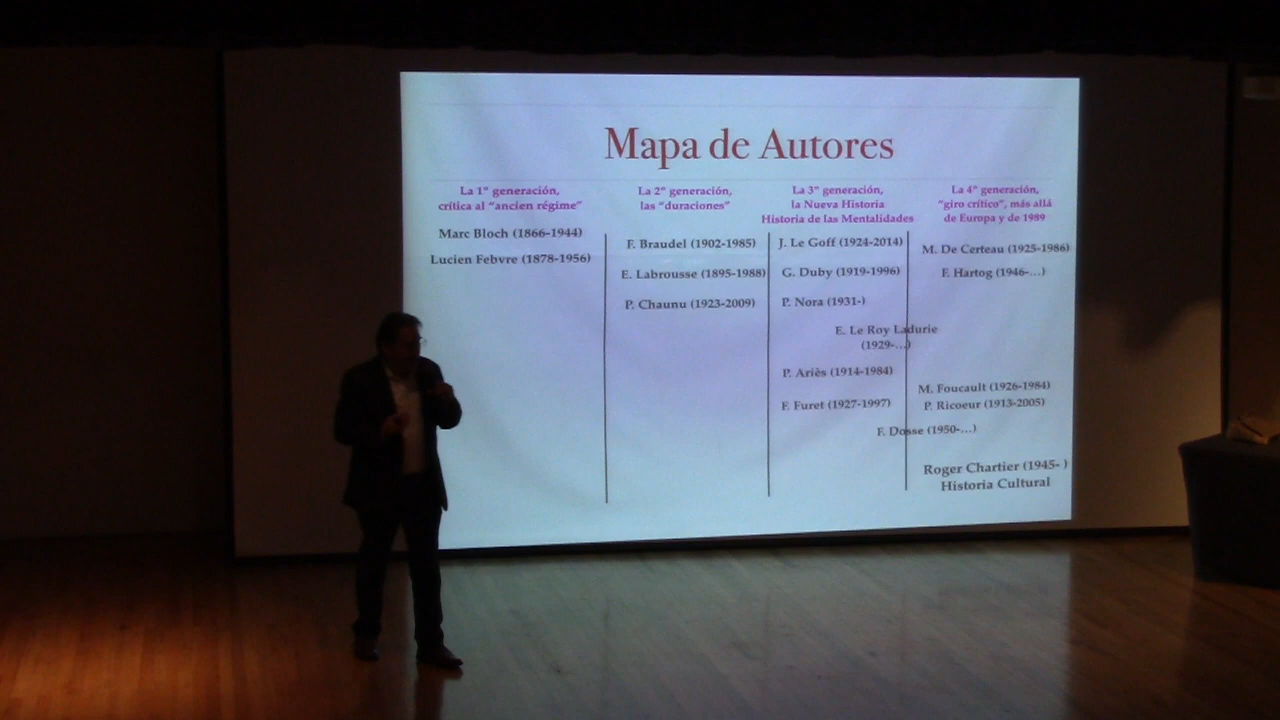 Mapa de Autores
La 1ª generación,
crítica al "ancien régime"
Marc Bloch (1866-1944)
Lucien Febvre (1878-1956)
La 2ª generación,
las "duraciones"
F. Braudel (1902-1985)
E. Labrousse (1895-1988)
P. Chaunu (1923-2009)
La 3ª generación,
la Nueva Historia
Historia de las Mentalidades
J. Le Goff (1924-2014)
G. Duby (1919-1996)
P. Nora (1931-)
E. Le Roy Ladurie
(1929-...)
P. Ariès (1914-1984)
F. Furet (1927-1997)
La 4ª generación,
"giro crítico", más allá
de Europa y de 1989
M. De Certeau (1925-1986)
F. Hartog (1946-...)
M. Foucault (1926-1984)
P. Ricoeur (1913-2005)
F. Dosse (1950-...)
Roger Chartier (1945- )
Historia Cultural